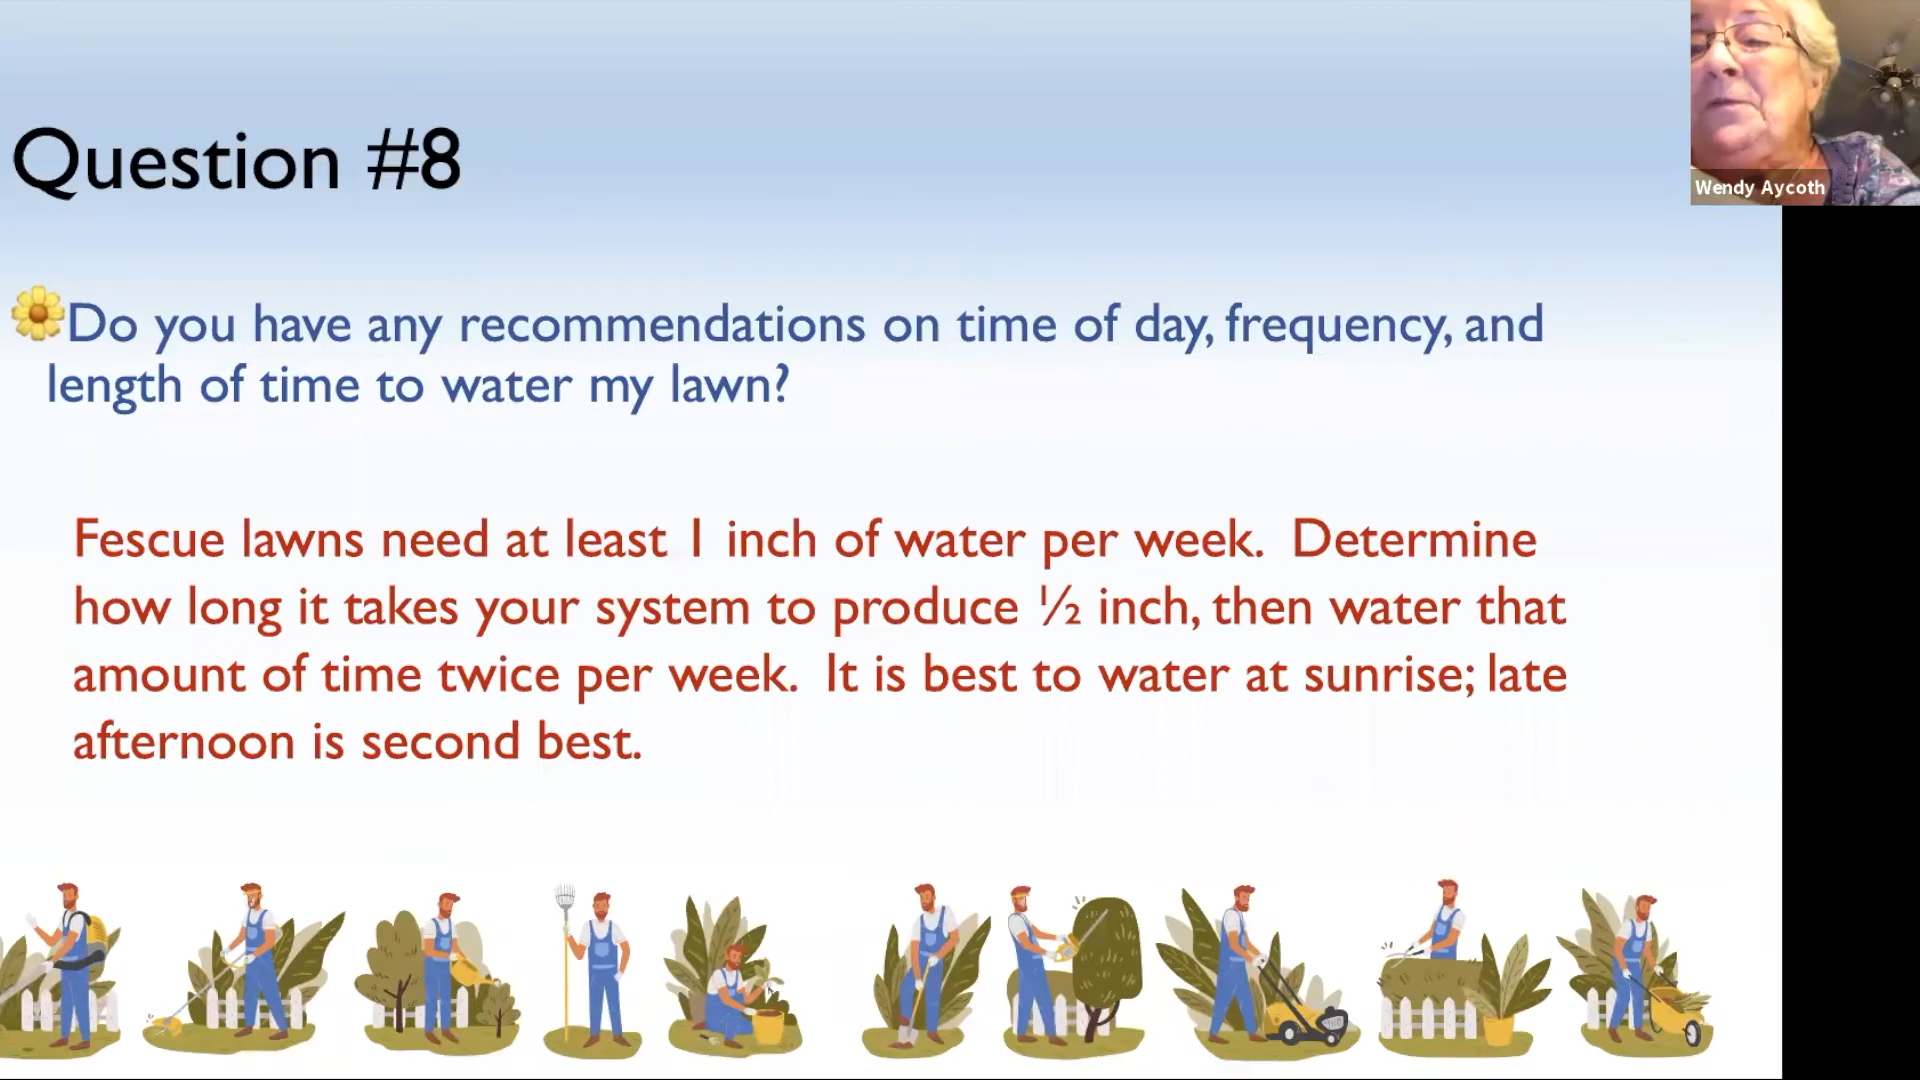 Question #8
Do you have any recommendations on time of day, frequency, and
length of time to water my lawn?
Fescue lawns need at least 1 inch of water per week. Determine
how long it takes your system to produce ½ inch, then water that
amount of time twice per week. It is best to water at sunrise; late
afternoon is second best.
Wendy Aycoth